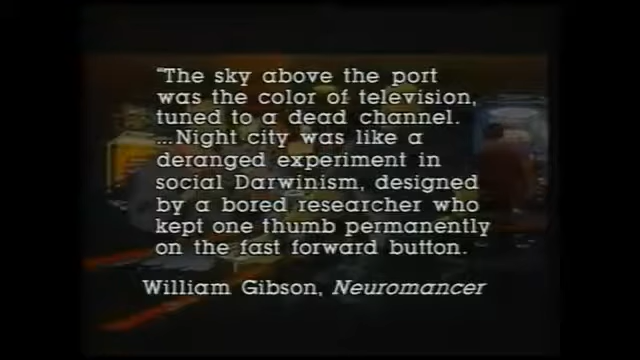 "The sky above the port
was the color of television,
tuned to a dead channel.
...Night city was like a
deranged experiment in
social Darwinism, designed
by a bored researcher who
kept one thumb permanently
on the fast forward button.
William Gibson, Neuromancer